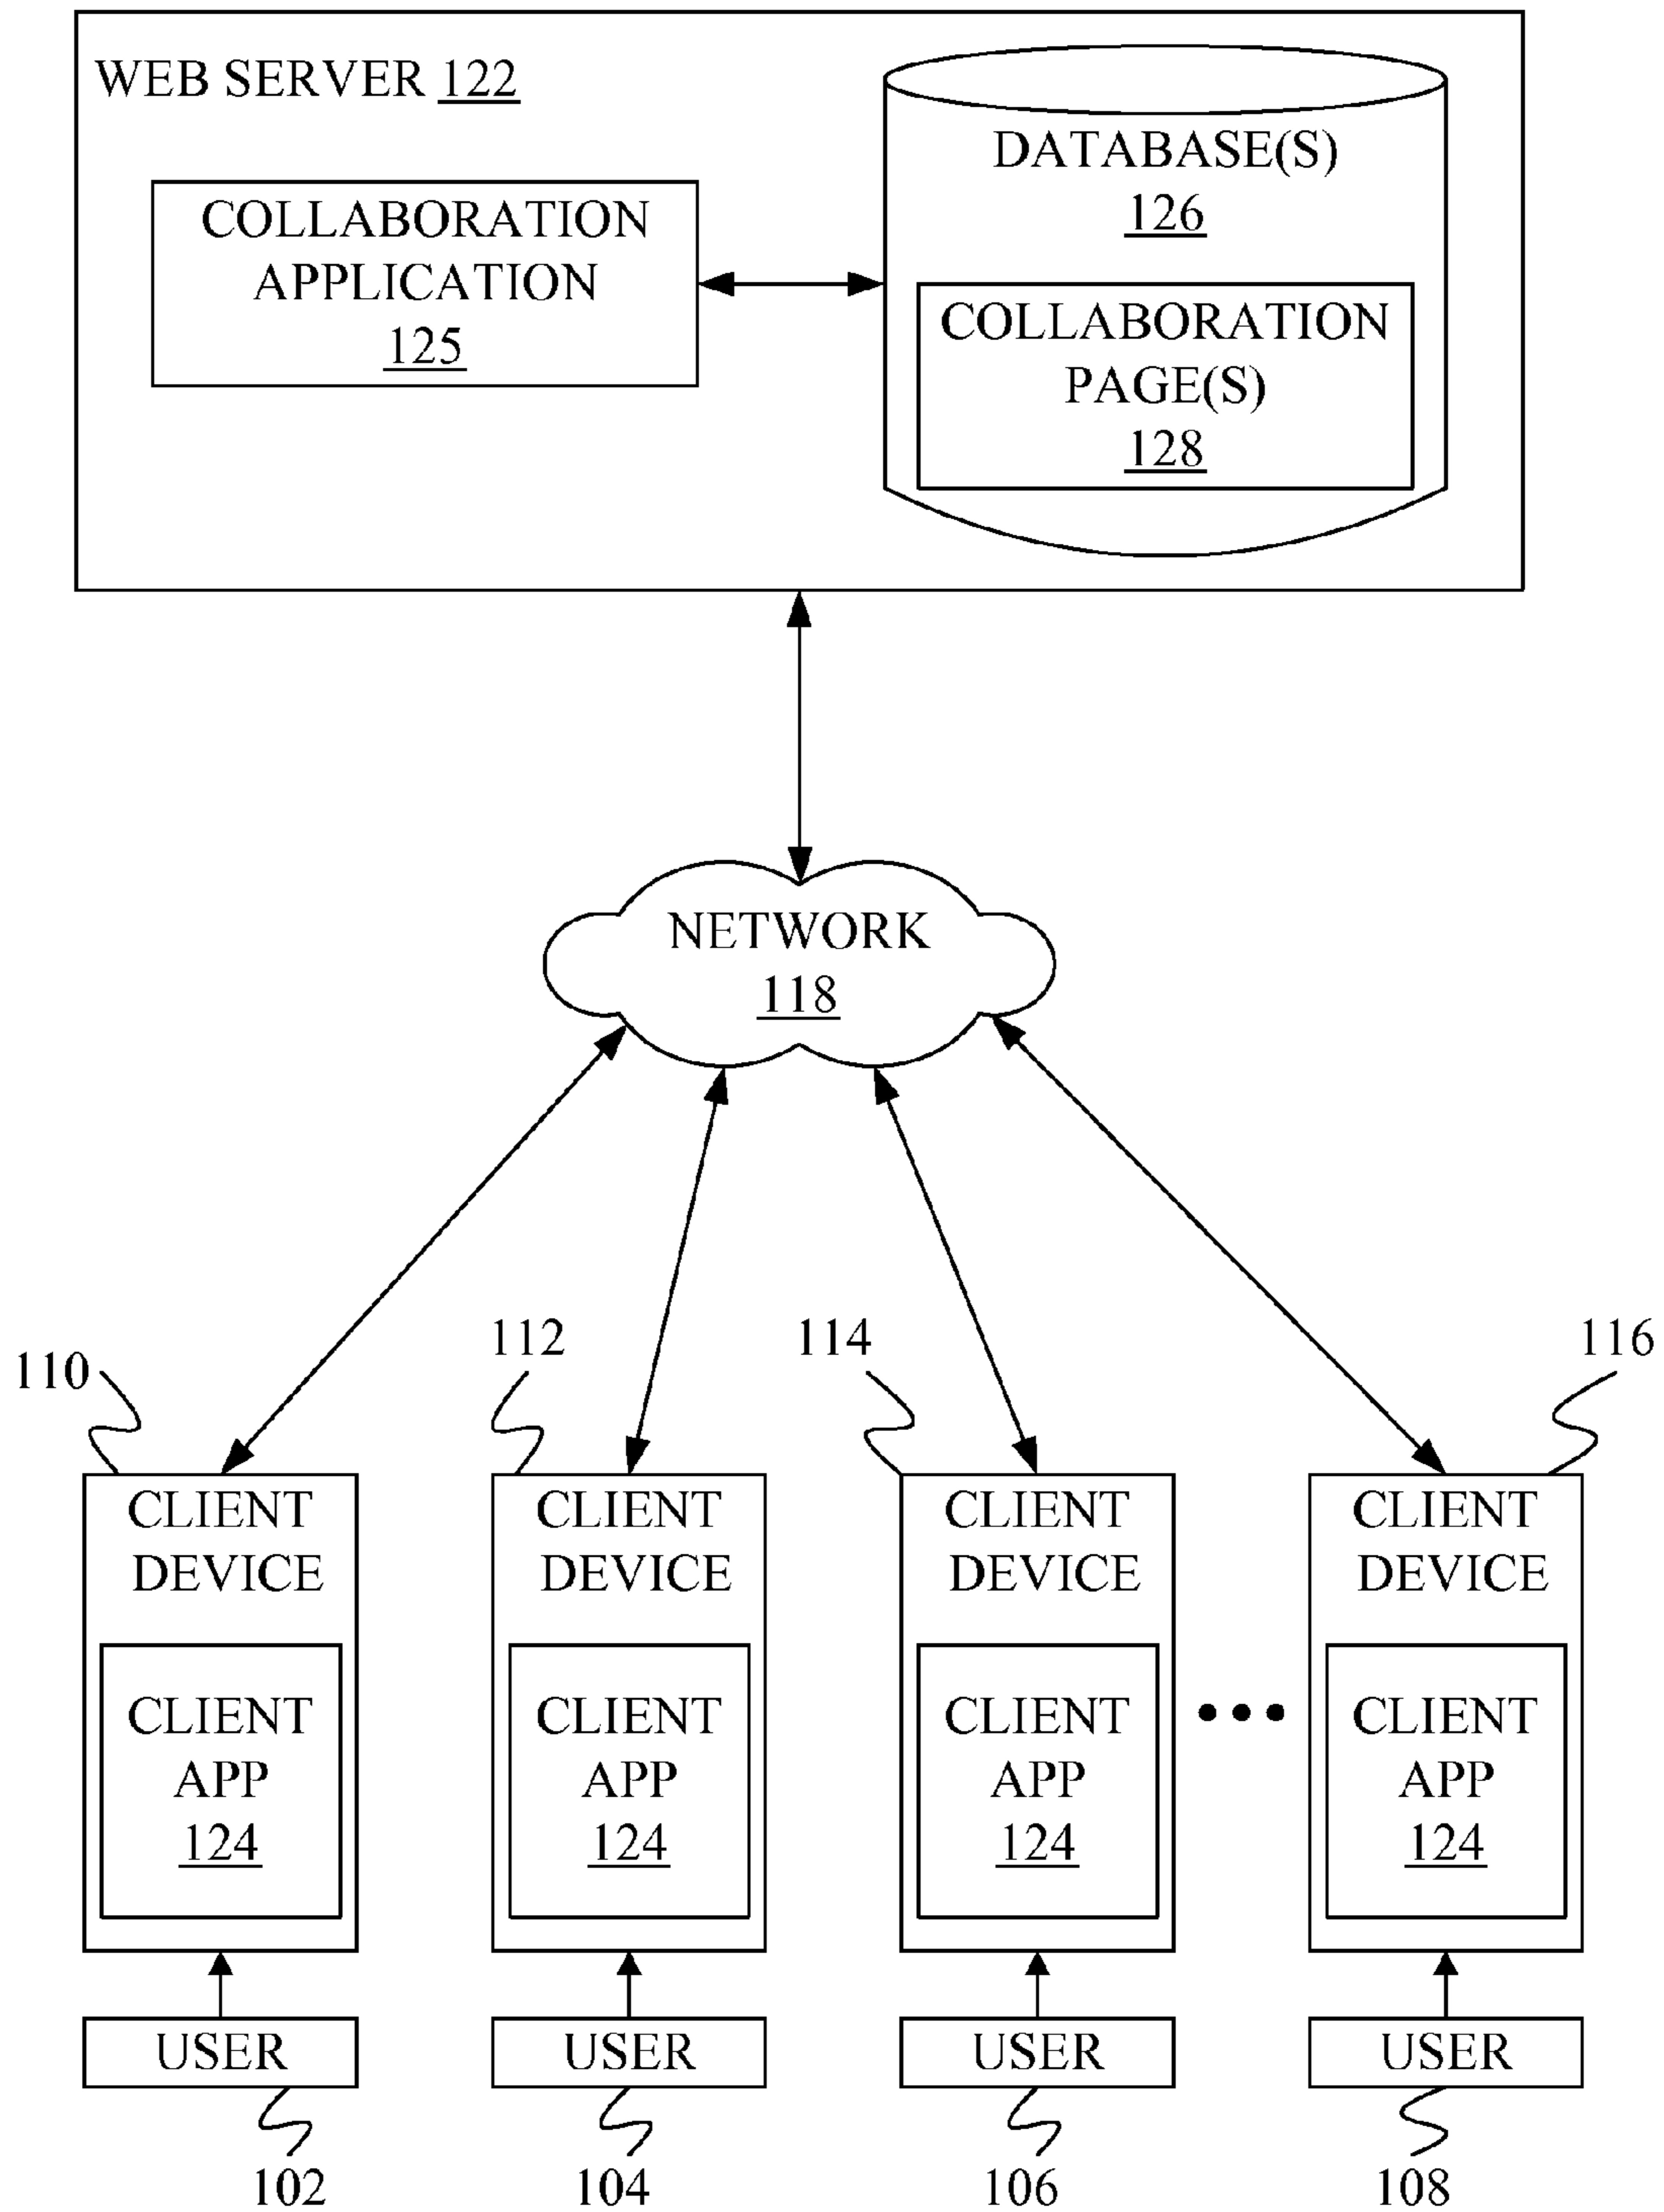 WEB SERVER 122
DATABASE(S)
126
COLLABORATION
APPLICATION
125
COLLABORATION
PAGE(S)
128
NETWORK
118
110
112
114
116
CLIENT
DEVICE
CLIENT
APP
124
CLIENT
DEVICE
CLIENT
APP
124
CLIENT
DEVICE
CLIENT
APP
124
CLIENT
DEVICE
CLIENT
APP
124
USER
USER
USER
USER
102
104
106
108